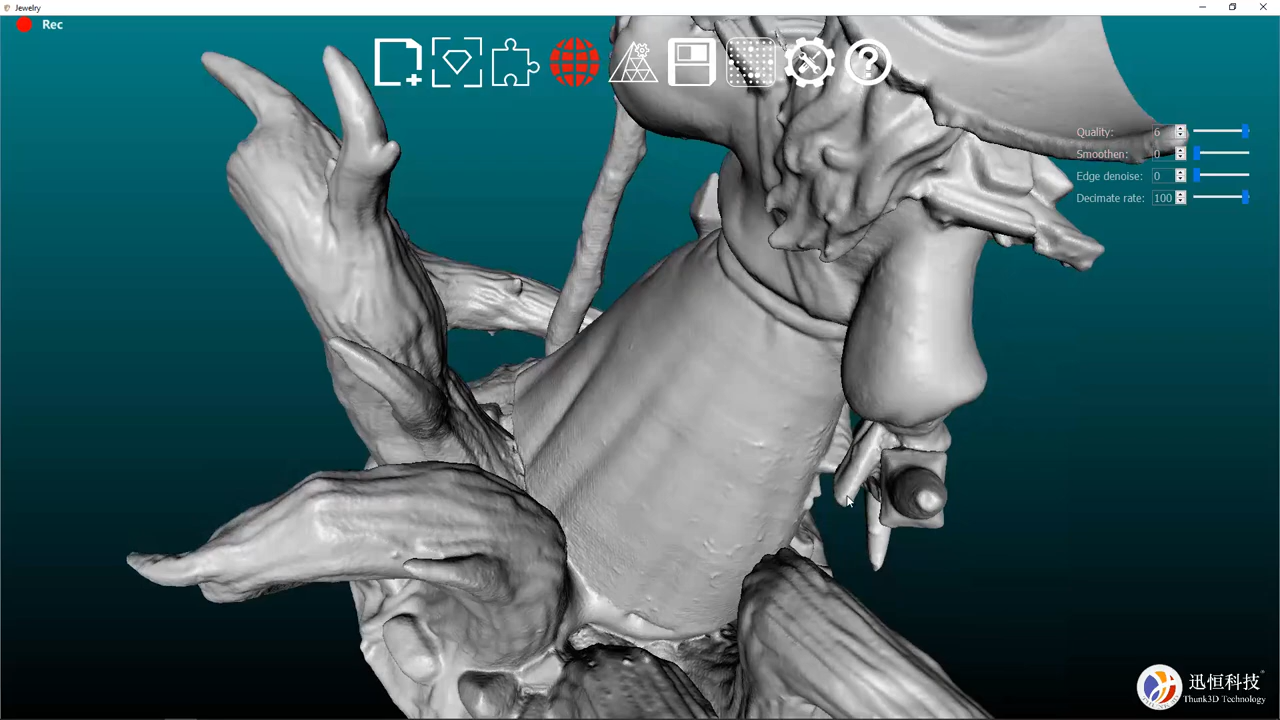 Jewelry
Rec
Quality: 6
Smoothen: 0
Edge denoise: 0
Decimate rate: 100
迅恒科技
Thunk3D Technology